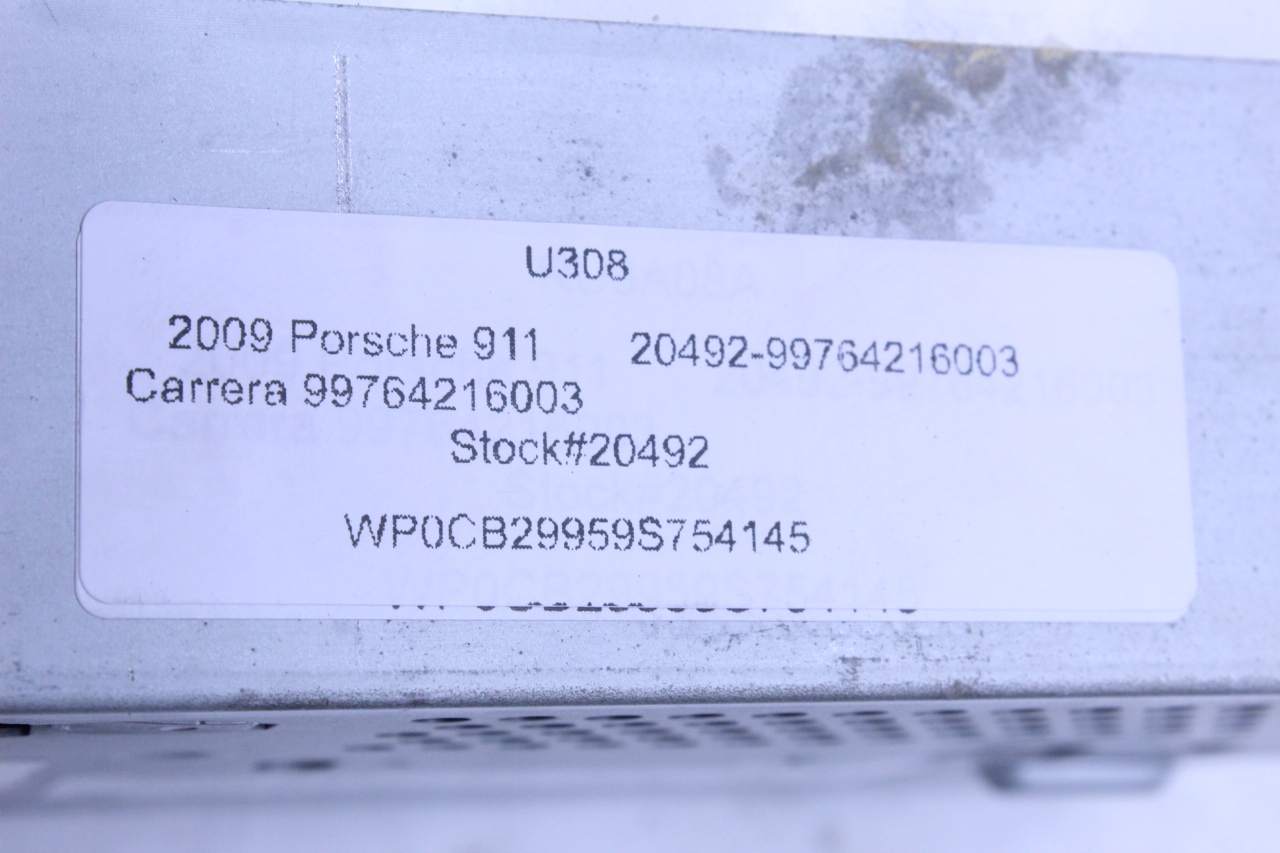 U308
2009 Porsche 911
Carrera 99764216003
20492-99764216003
Stock#20492
WP0CB29959S754145